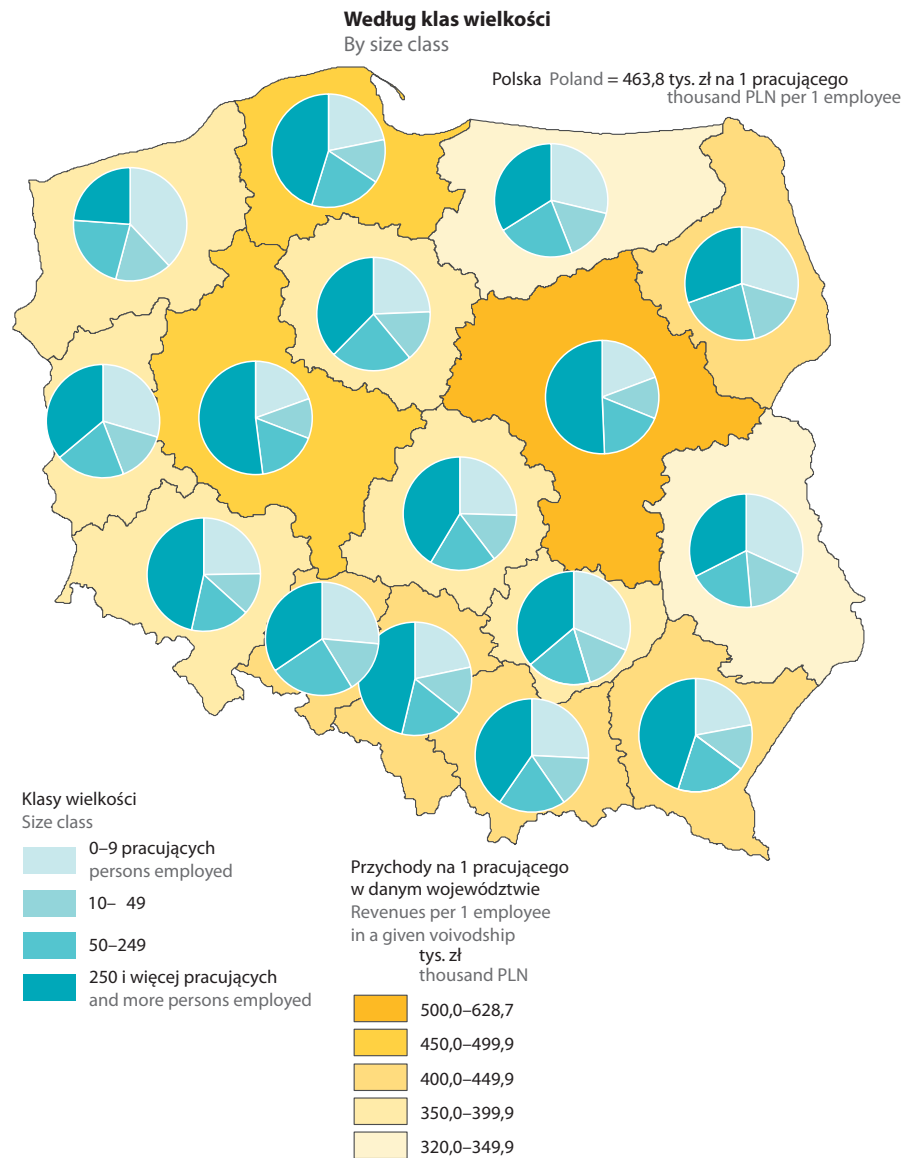 Według klas wielkości
By size class
Polska Poland = 463,8 tys. zł na 1 pracującego
thousand PLN per 1 employee
Klasy wielkości
Size class
0–9 pracujących
persons employed
10– 49
50–249
250 i więcej pracujących
and more persons employed
Przychody na 1 pracującego
w danym województwie
Revenues per 1 employee
in a given voivodship
tys. zł
thousand PLN
500,0–628,7
450,0–499,9
400,0–449,9
350,0–399,9
320,0–349,9